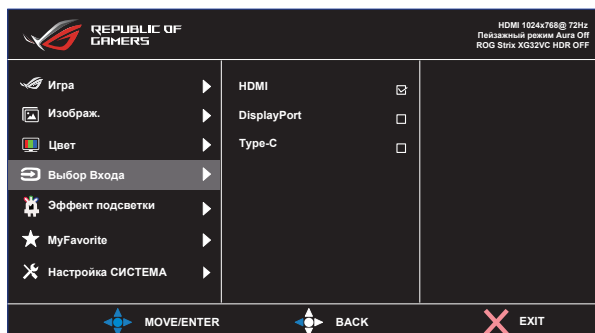 REPUBLIC OF
GAMERS
HDMI 1024x768@ 72Hz
Пейзажный режим Aura Off
ROG Strix XG32VC HDR OFF
Игра
Изображ.
Цвет
Выбор Входа
Эффект подсветки
MyFavorite
Настройка СИСТЕМА
HDMI
DisplayPort
Type-C
MOVE/ENTER
BACK
EXIT